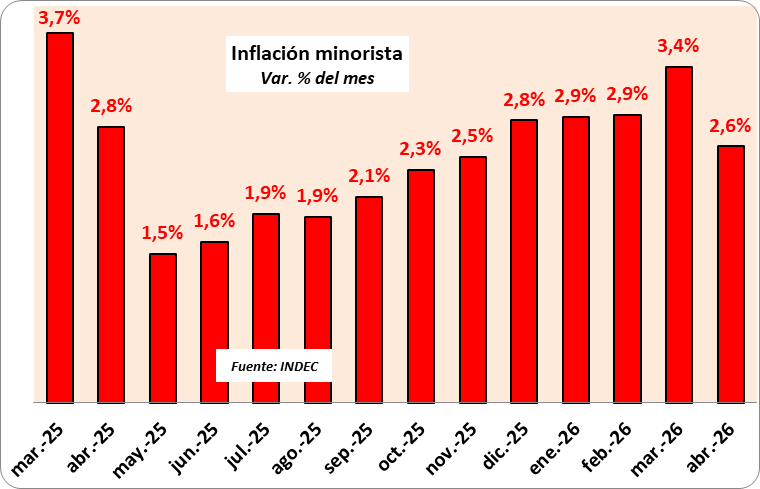 Inflación minorista
Var. % del mes
3,7%
2,8%
1,5%
1,6%
1,9%
1,9%
2,1%
2,3%
2,5%
2,8%
2,9%
2,9%
3,4%
2,6%
Fuente: INDEC
mar.-25
abr.-25
may.-25
jun.-25
jul.-25
ago.-25
sep.-25
oct.-25
nov.-25
dic.-25
ene.-26
feb.-26
mar.-26
abr.-26